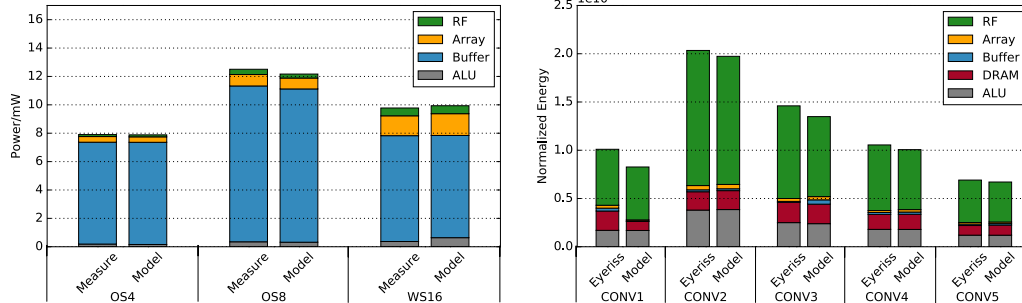 16
14
12
10
8
6
4
2
0
Power/mW
RF
Array
Buffer
ALU
Measure
Model
Measure
Model
Measure
Model
OS4
OS8
WS16
2.5
2.0
1.5
1.0
0.5
0.0
Normalized Energy
RF
Array
Buffer
DRAM
ALU
Eyeriss
Model
Eyeriss
Model
Eyeriss
Model
Eyeriss
Model
Eyeriss
Model
CONV1
CONV2
CONV3
CONV4
CONV5